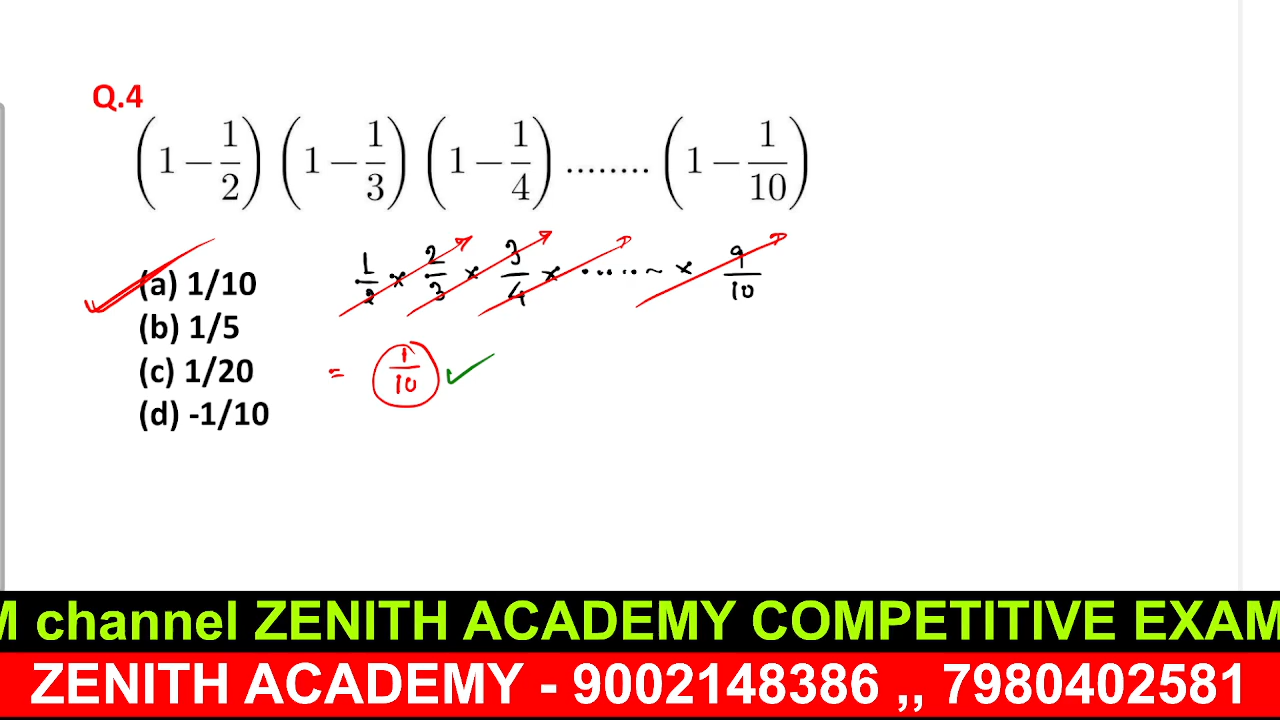 Q.4
(1 − 1/2) (1 − 1/3) (1 − 1/4) ........ (1 − 1/10)
1/2 × 2/3 × 3/4 × ...... ~ × 9/10
(a) 1/10
(b) 1/5
(c) 1/20
= 1/10
(d) -1/10
M channel ZENITH ACADEMY COMPETITIVE EXAM
ZENITH ACADEMY - 9002148386 ,, 7980402581